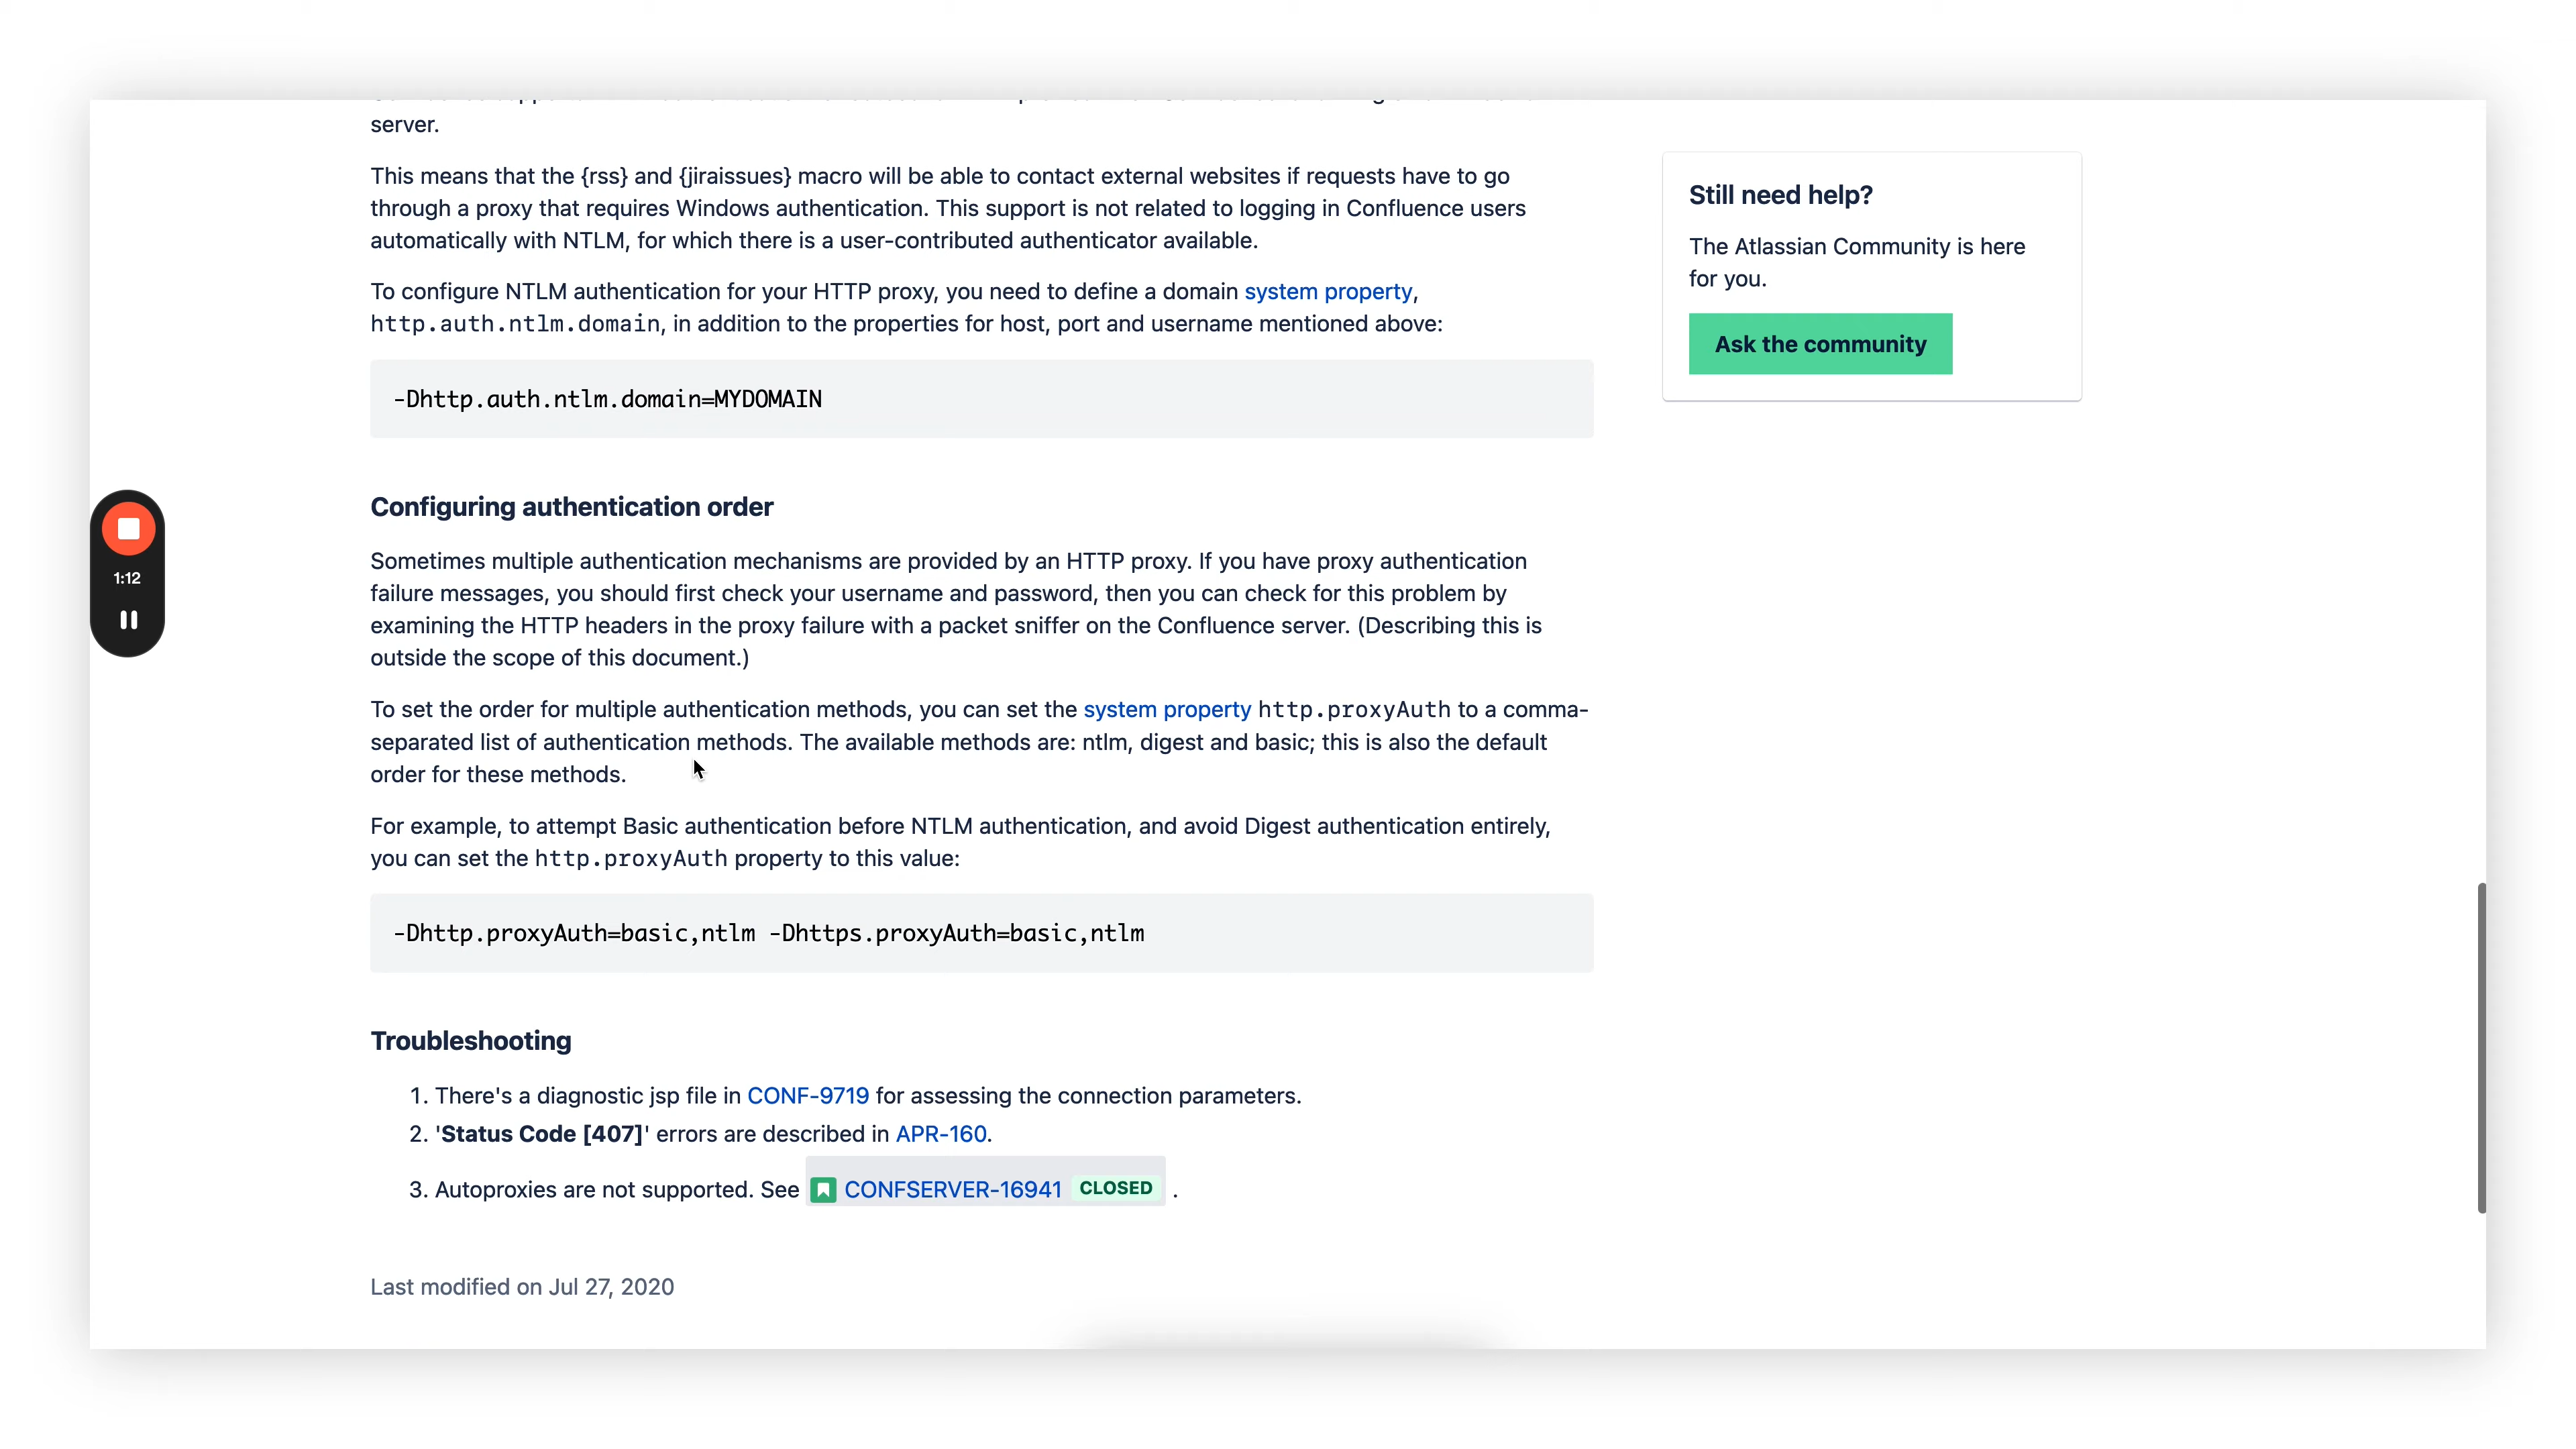 server.
This means that the {rss} and {jiraissues} macro will be able to contact external websites if requests have to go
through a proxy that requires Windows authentication. This support is not related to logging in Confluence users
automatically with NTLM, for which there is a user-contributed authenticator available.
To configure NTLM authentication for your HTTP proxy, you need to define a domain system property,
http.auth.ntlm.domain, in addition to the properties for host, port and username mentioned above:
-Dhttp.auth.ntlm.domain=MYDOMAIN
Configuring authentication order
Sometimes multiple authentication mechanisms are provided by an HTTP proxy. If you have proxy authentication
failure messages, you should first check your username and password, then you can check for this problem by
examining the HTTP headers in the proxy failure with a packet sniffer on the Confluence server. (Describing this is
outside the scope of this document.)
To set the order for multiple authentication methods, you can set the system property http.proxyAuth to a comma-
separated list of authentication methods. The available methods are: ntlm, digest and basic; this is also the default
order for these methods.
For example, to attempt Basic authentication before NTLM authentication, and avoid Digest authentication entirely,
you can set the http.proxyAuth property to this value:
-Dhttp.proxyAuth=basic,ntlm -Dhttps.proxyAuth=basic,ntlm
Troubleshooting
1. There's a diagnostic jsp file in CONF-9719 for assessing the connection parameters.
2. 'Status Code [407]' errors are described in APR-160.
3. Autoproxies are not supported. See CONFSERVER-16941 CLOSED .
Last modified on Jul 27, 2020
Still need help?
The Atlassian Community is here
for you.
Ask the community
1:12